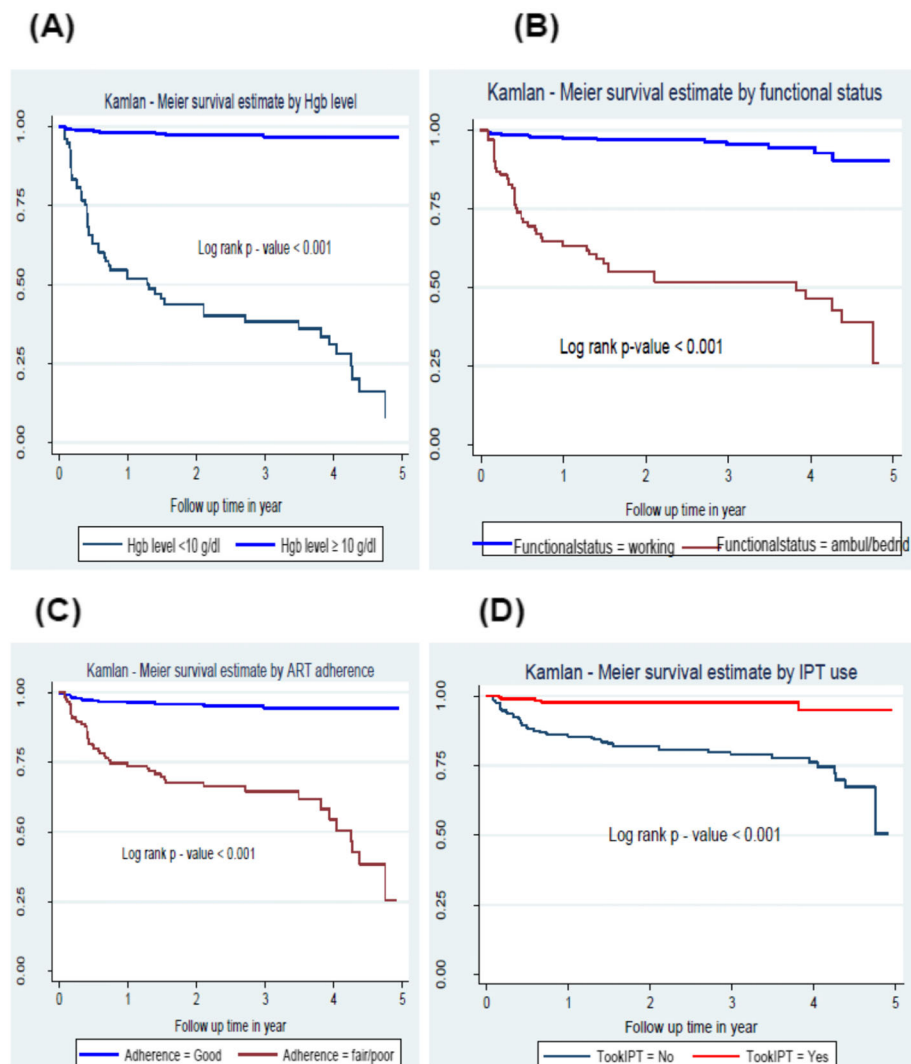 (A)
Kamlan - Meier survival estimate by Hgb level
1.00
0.75
0.50
0.25
0.00
Log rank p - value < 0.001
0 1 2 3 4 5
Follow up time in year
Hgb level <10 g/dl Hgb level ≥ 10 g/dl
(B)
Kamlan - Meier survival estimate by functional status
1.00
0.75
0.50
0.25
0.00
Log rank p-value < 0.001
0 1 2 3 4 5
Follow up time in year
Functionalstatus = working Functionalstatus = ambul/bedrid
(C)
Kamlan - Meier survival estimate by ART adherence
1.00
0.75
0.50
0.25
0.00
Log rank p - value < 0.001
0 1 2 3 4 5
Follow up time in year
Adherence = Good Adherence = fair/poor
(D)
Kamlan - Meier survival estimate by IPT use
1.00
0.75
0.50
0.25
0.00
Log rank p - value < 0.001
0 1 2 3 4 5
Follow up time in year
TookIPT = No TookIPT = Yes